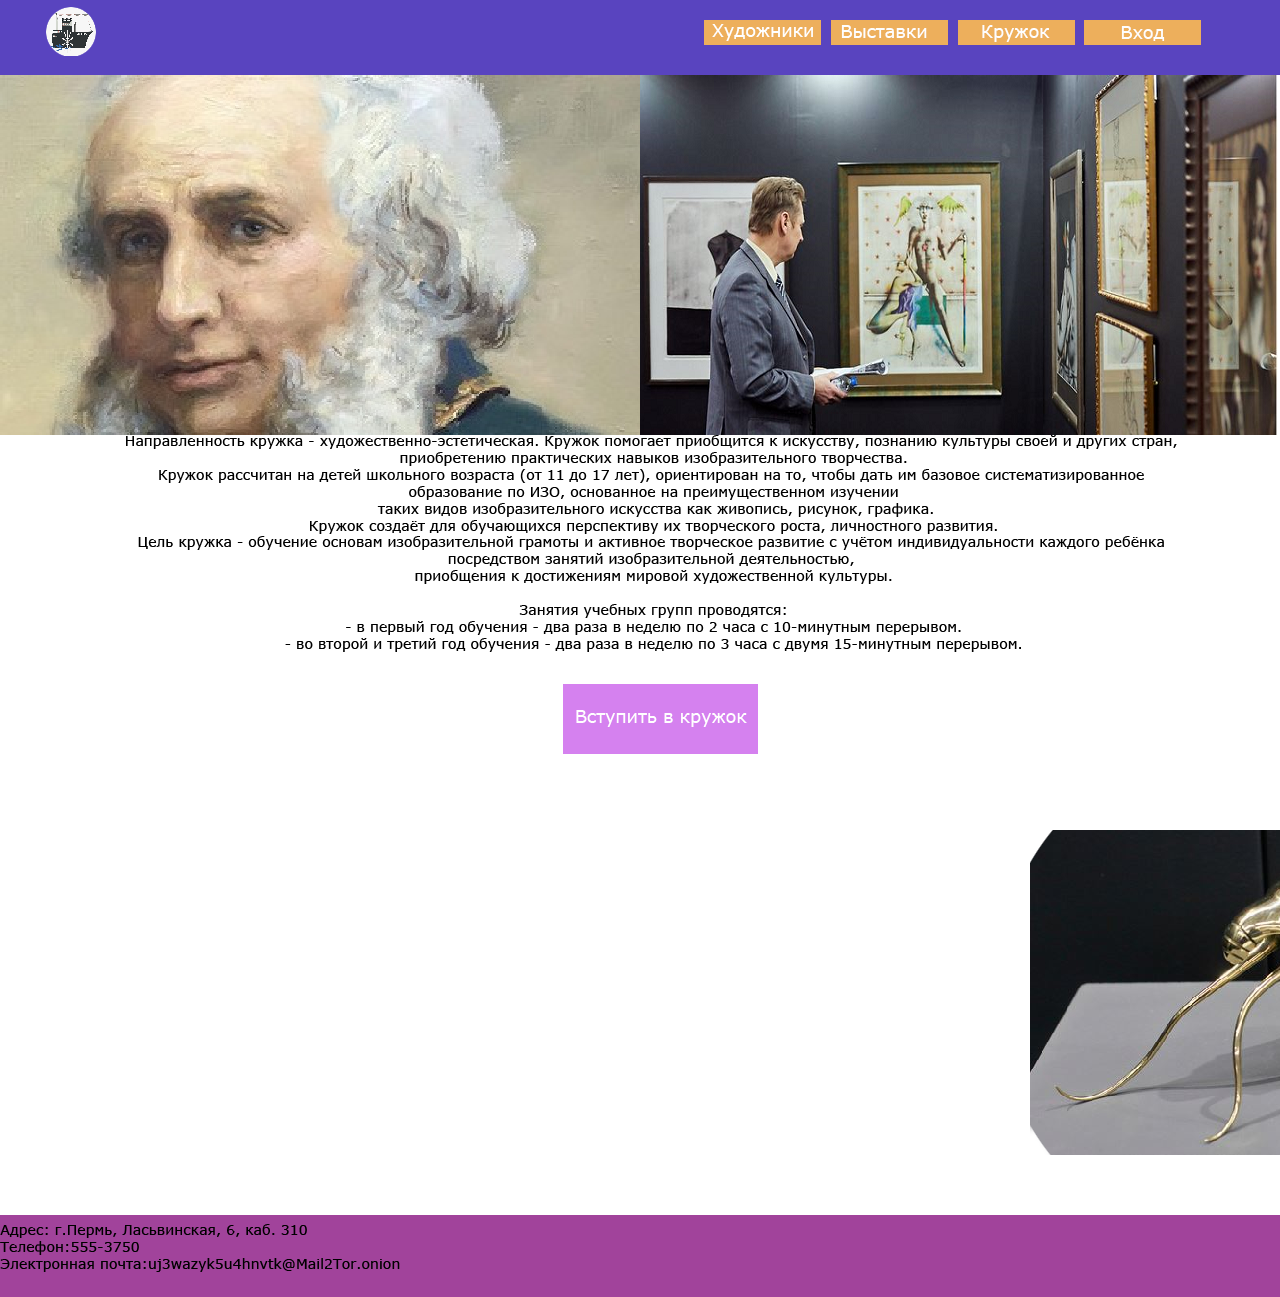 Художники Выставки Кружок Вход
Направленность кружка - художественно-эстетическая. Кружок помогает приобщится к искусству, познанию культуры своей и других стран,
приобретению практических навыков изобразительного творчества.
Кружок рассчитан на детей школьного возраста (от 11 до 17 лет), ориентирован на то, чтобы дать им базовое систематизированное
образование по ИЗО, основанное на преимущественном изучении
таких видов изобразительного искусства как живопись, рисунок, графика.
Кружок создаёт для обучающихся перспективу их творческого роста, личностного развития.
Цель кружка - обучение основам изобразительной грамоты и активное творческое развитие с учётом индивидуальности каждого ребёнка
посредством занятий изобразительной деятельностью,
приобщения к достижениям мировой художественной культуры.
Занятия учебных групп проводятся:
- в первый год обучения - два раза в неделю по 2 часа с 10-минутным перерывом.
- во второй и третий год обучения - два раза в неделю по 3 часа с двумя 15-минутным перерывом.
Вступить в кружок
Адрес: г.Пермь, Ласьвинская, 6, каб. 310
Телефон:555-3750
Электронная почта:uj3wazyk5u4hnvtk@Mail2Tor.onion